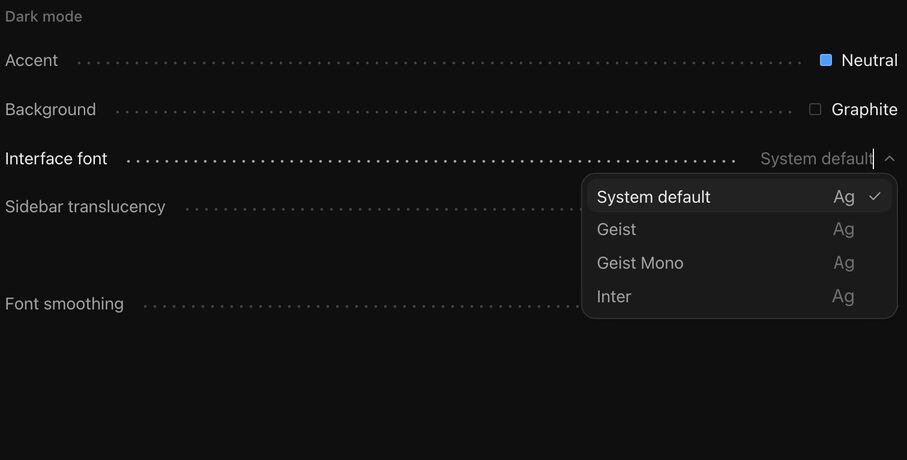 Dark mode
Accent Neutral
Background Graphite
Interface font System default
Sidebar translucency
System default Ag
Geist Ag
Geist Mono Ag
Inter Ag
Font smoothing